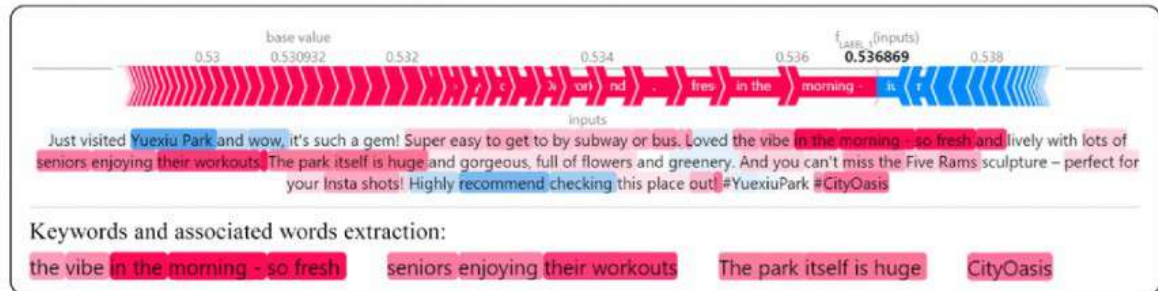 base value f_LABEL_1(inputs)
0.53 0.530932 0.532 0.534 0.536 0.536869 0.538
nd . fres in the morning -
inputs
Just visited Yuexiu Park and wow, it's such a gem! Super easy to get to by subway or bus. Loved the vibe in the morning - so fresh and lively with lots of
seniors enjoying their workouts! The park itself is huge and gorgeous, full of flowers and greenery. And you can't miss the Five Rams sculpture – perfect for
your Insta shots! Highly recommend checking this place out! #YuexiuPark #CityOasis
Keywords and associated words extraction:
the vibe in the morning - so fresh seniors enjoying their workouts The park itself is huge CityOasis